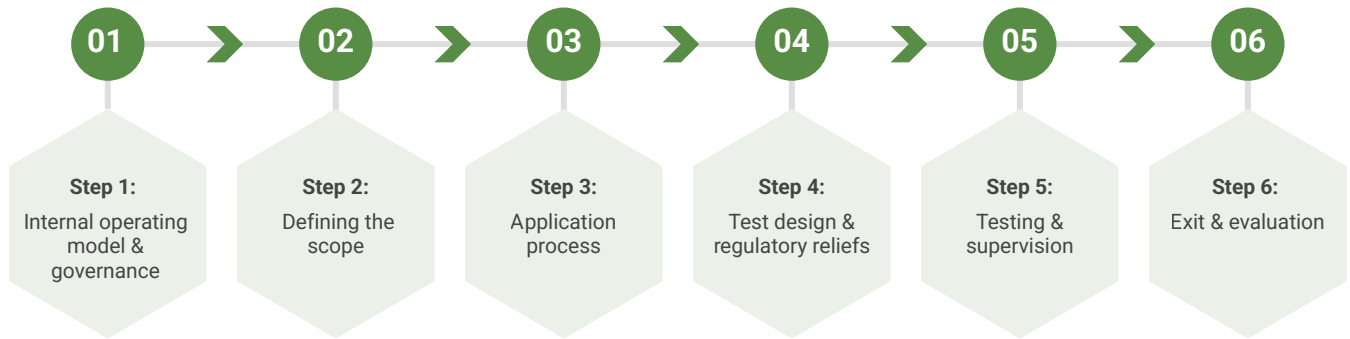 01
02
03
04
05
06
Step 1:
Internal operating
model &
governance
Step 2:
Defining the
scope
Step 3:
Application
process
Step 4:
Test design &
regulatory reliefs
Step 5:
Testing &
supervision
Step 6:
Exit & evaluation